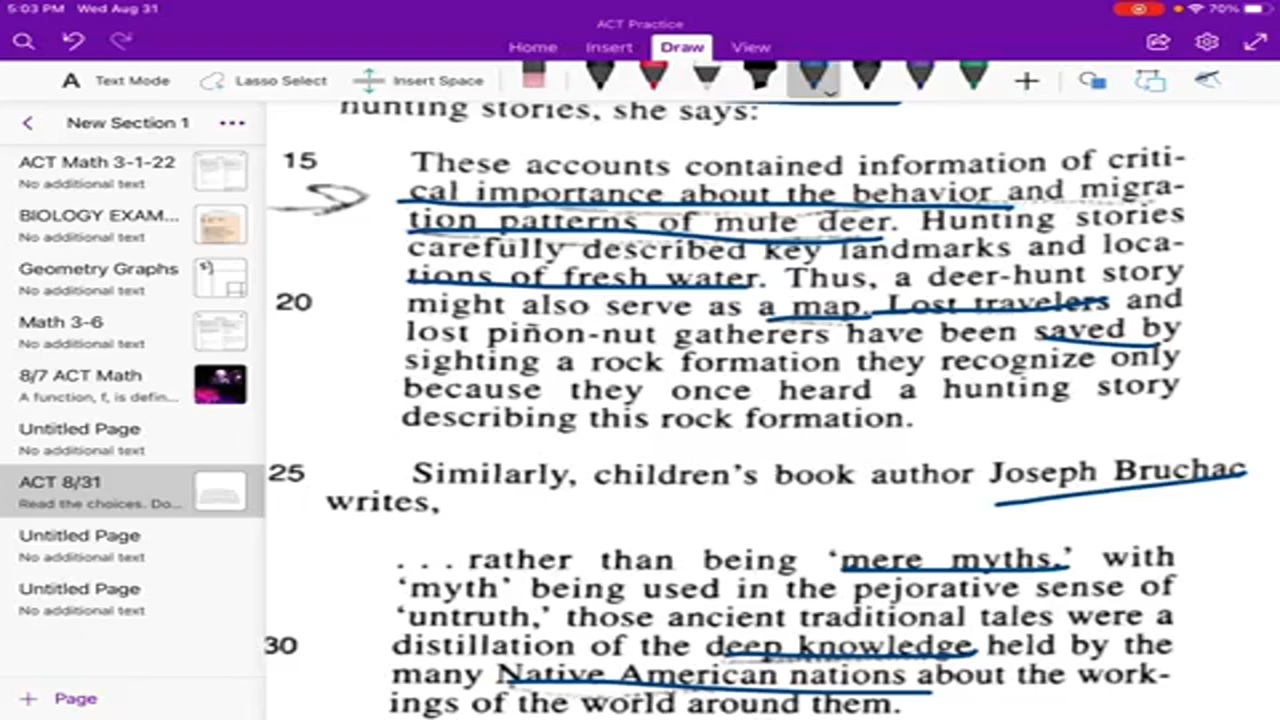 5:03 PM Wed Aug 31
70%
ACT Practice
Home Insert Draw View
Text Mode Lasso Select Insert Space
New Section 1
ACT Math 3-1-22
No additional text
BIOLOGY EXAM...
No additional text
Geometry Graphs
No additional text
Math 3-6
No additional text
8/7 ACT Math
A function, f, is defin...
Untitled Page
No additional text
ACT 8/31
Read the choices. Do...
Untitled Page
No additional text
Untitled Page
No additional text
+ Page
hunting stories, she says:
15 These accounts contained information of criti-
cal importance about the behavior and migra-
tion patterns of mule deer. Hunting stories
carefully described key landmarks and loca-
tions of fresh water. Thus, a deer-hunt story
20 might also serve as a map. Lost travelers and
lost piñon-nut gatherers have been saved by
sighting a rock formation they recognize only
because they once heard a hunting story
describing this rock formation.
25 Similarly, children's book author Joseph Bruchac
writes,
. . . rather than being ‘mere myths,’ with
‘myth’ being used in the pejorative sense of
‘untruth,’ those ancient traditional tales were a
30 distillation of the deep knowledge held by the
many Native American nations about the work-
ings of the world around them.